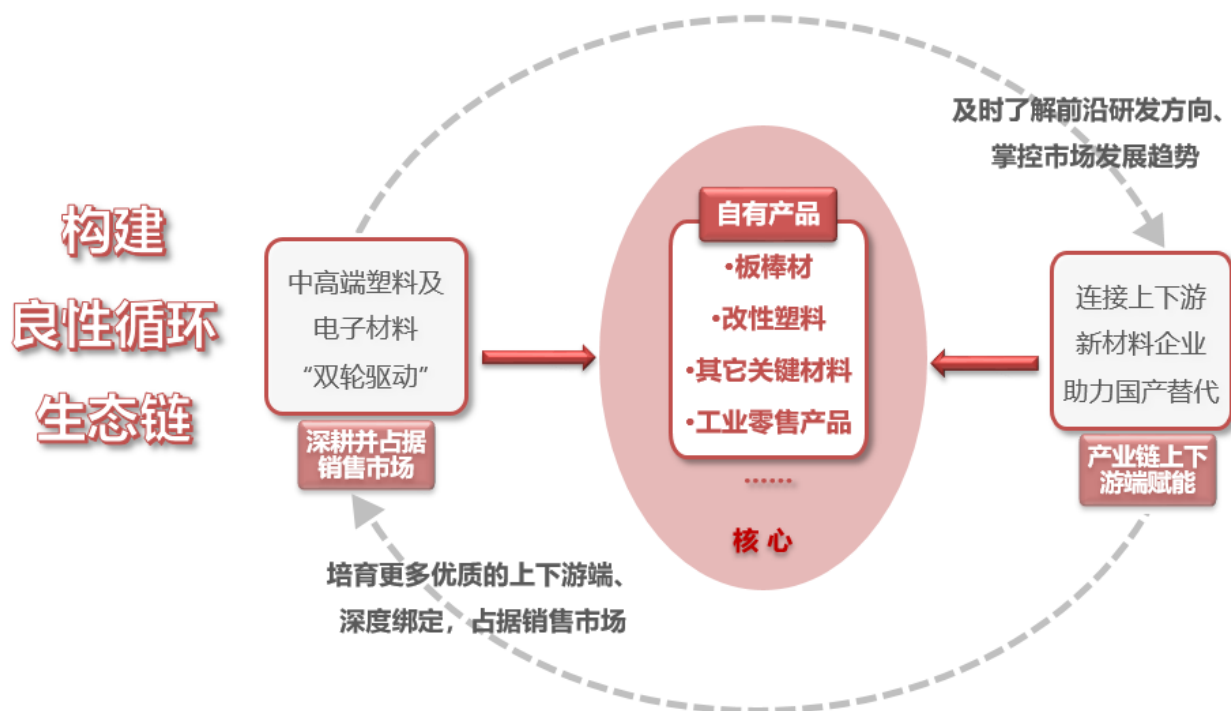 构建
良性循环
生态链
中高端塑料及
电子材料
“双轮驱动”
深耕并占据
销售市场
培育更多优质的上下游端、
深度绑定，占据销售市场
自有产品
•板棒材
•改性塑料
•其它关键材料
•工业零售产品
……
核 心
及时了解前沿研发方向、
掌控市场发展趋势
连接上下游
新材料企业
助力国产替代
产业链上下
游端赋能